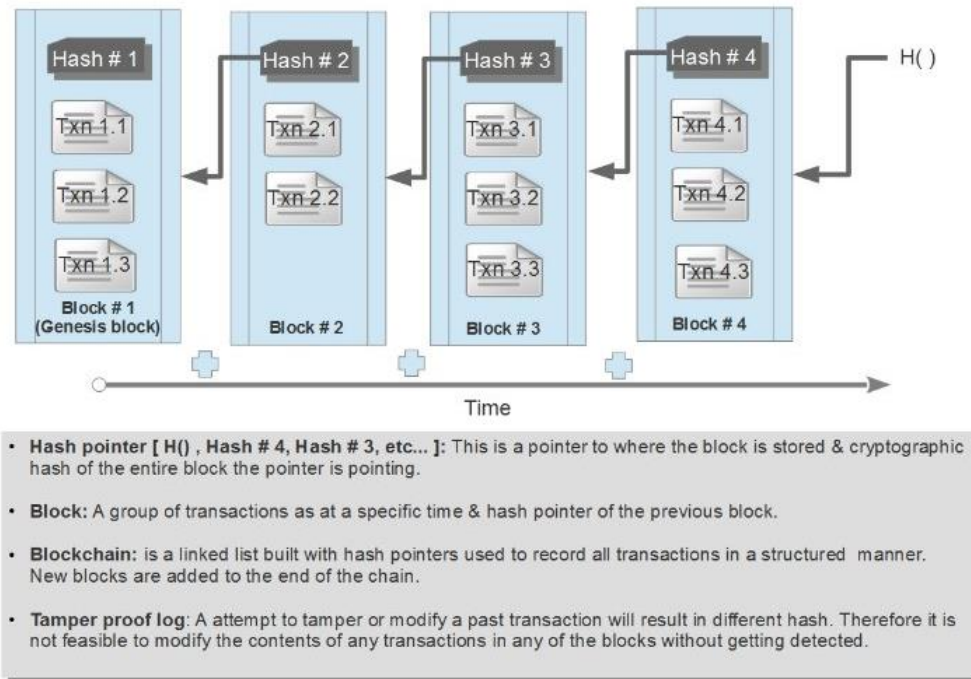 Hash # 1
Hash # 2
Hash # 3
Hash # 4
H( )
Txn 1.1
Txn 2.1
Txn 3.1
Txn 4.1
Txn 1.2
Txn 2.2
Txn 3.2
Txn 4.2
Txn 1.3
Txn 3.3
Txn 4.3
Block # 1
(Genesis block)
Block # 2
Block # 3
Block # 4
Time
• Hash pointer [ H() , Hash # 4, Hash # 3, etc... ]: This is a pointer to where the block is stored & cryptographic
hash of the entire block the pointer is pointing.
• Block: A group of transactions as at a specific time & hash pointer of the previous block.
• Blockchain: is a linked list built with hash pointers used to record all transactions in a structured manner.
New blocks are added to the end of the chain.
• Tamper proof log: A attempt to tamper or modify a past transaction will result in different hash. Therefore it is
not feasible to modify the contents of any transactions in any of the blocks without getting detected.